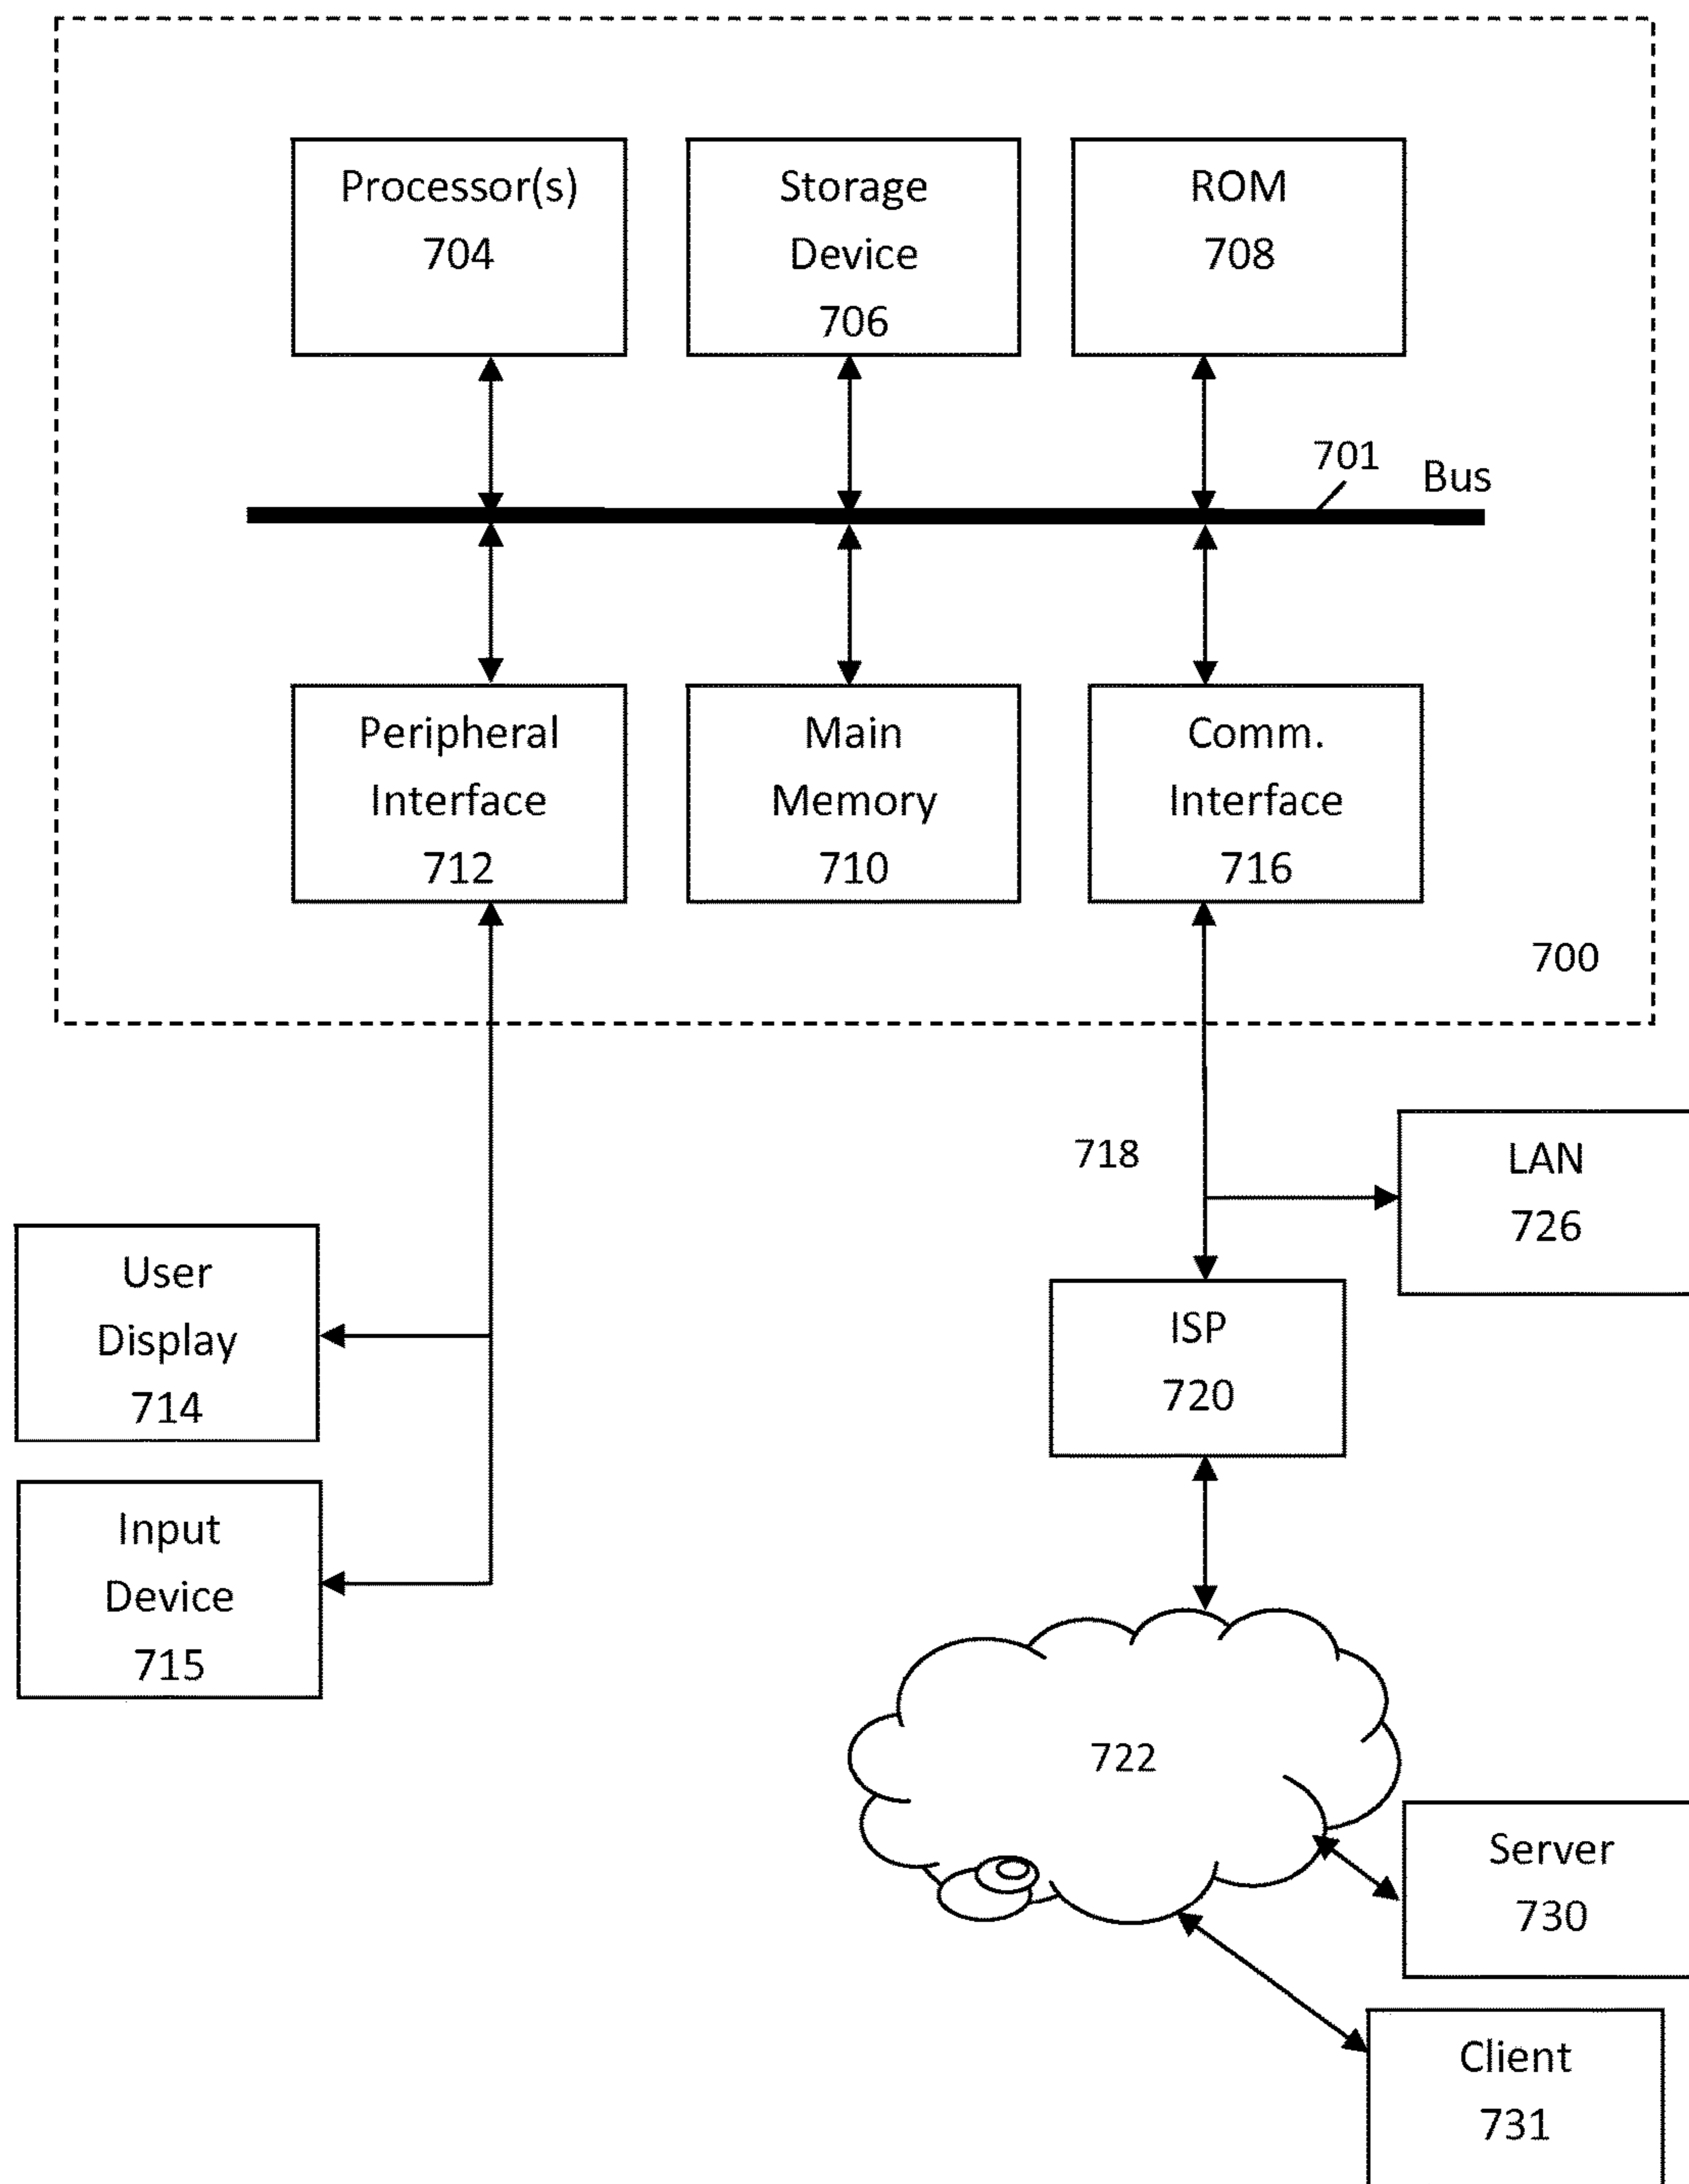 Processor(s)
704
Storage
Device
706
ROM
708
701
Bus
Peripheral
Interface
712
Main
Memory
710
Comm.
Interface
716
700
718
LAN
726
User
Display
714
ISP
720
Input
Device
715
722
Server
730
Client
731